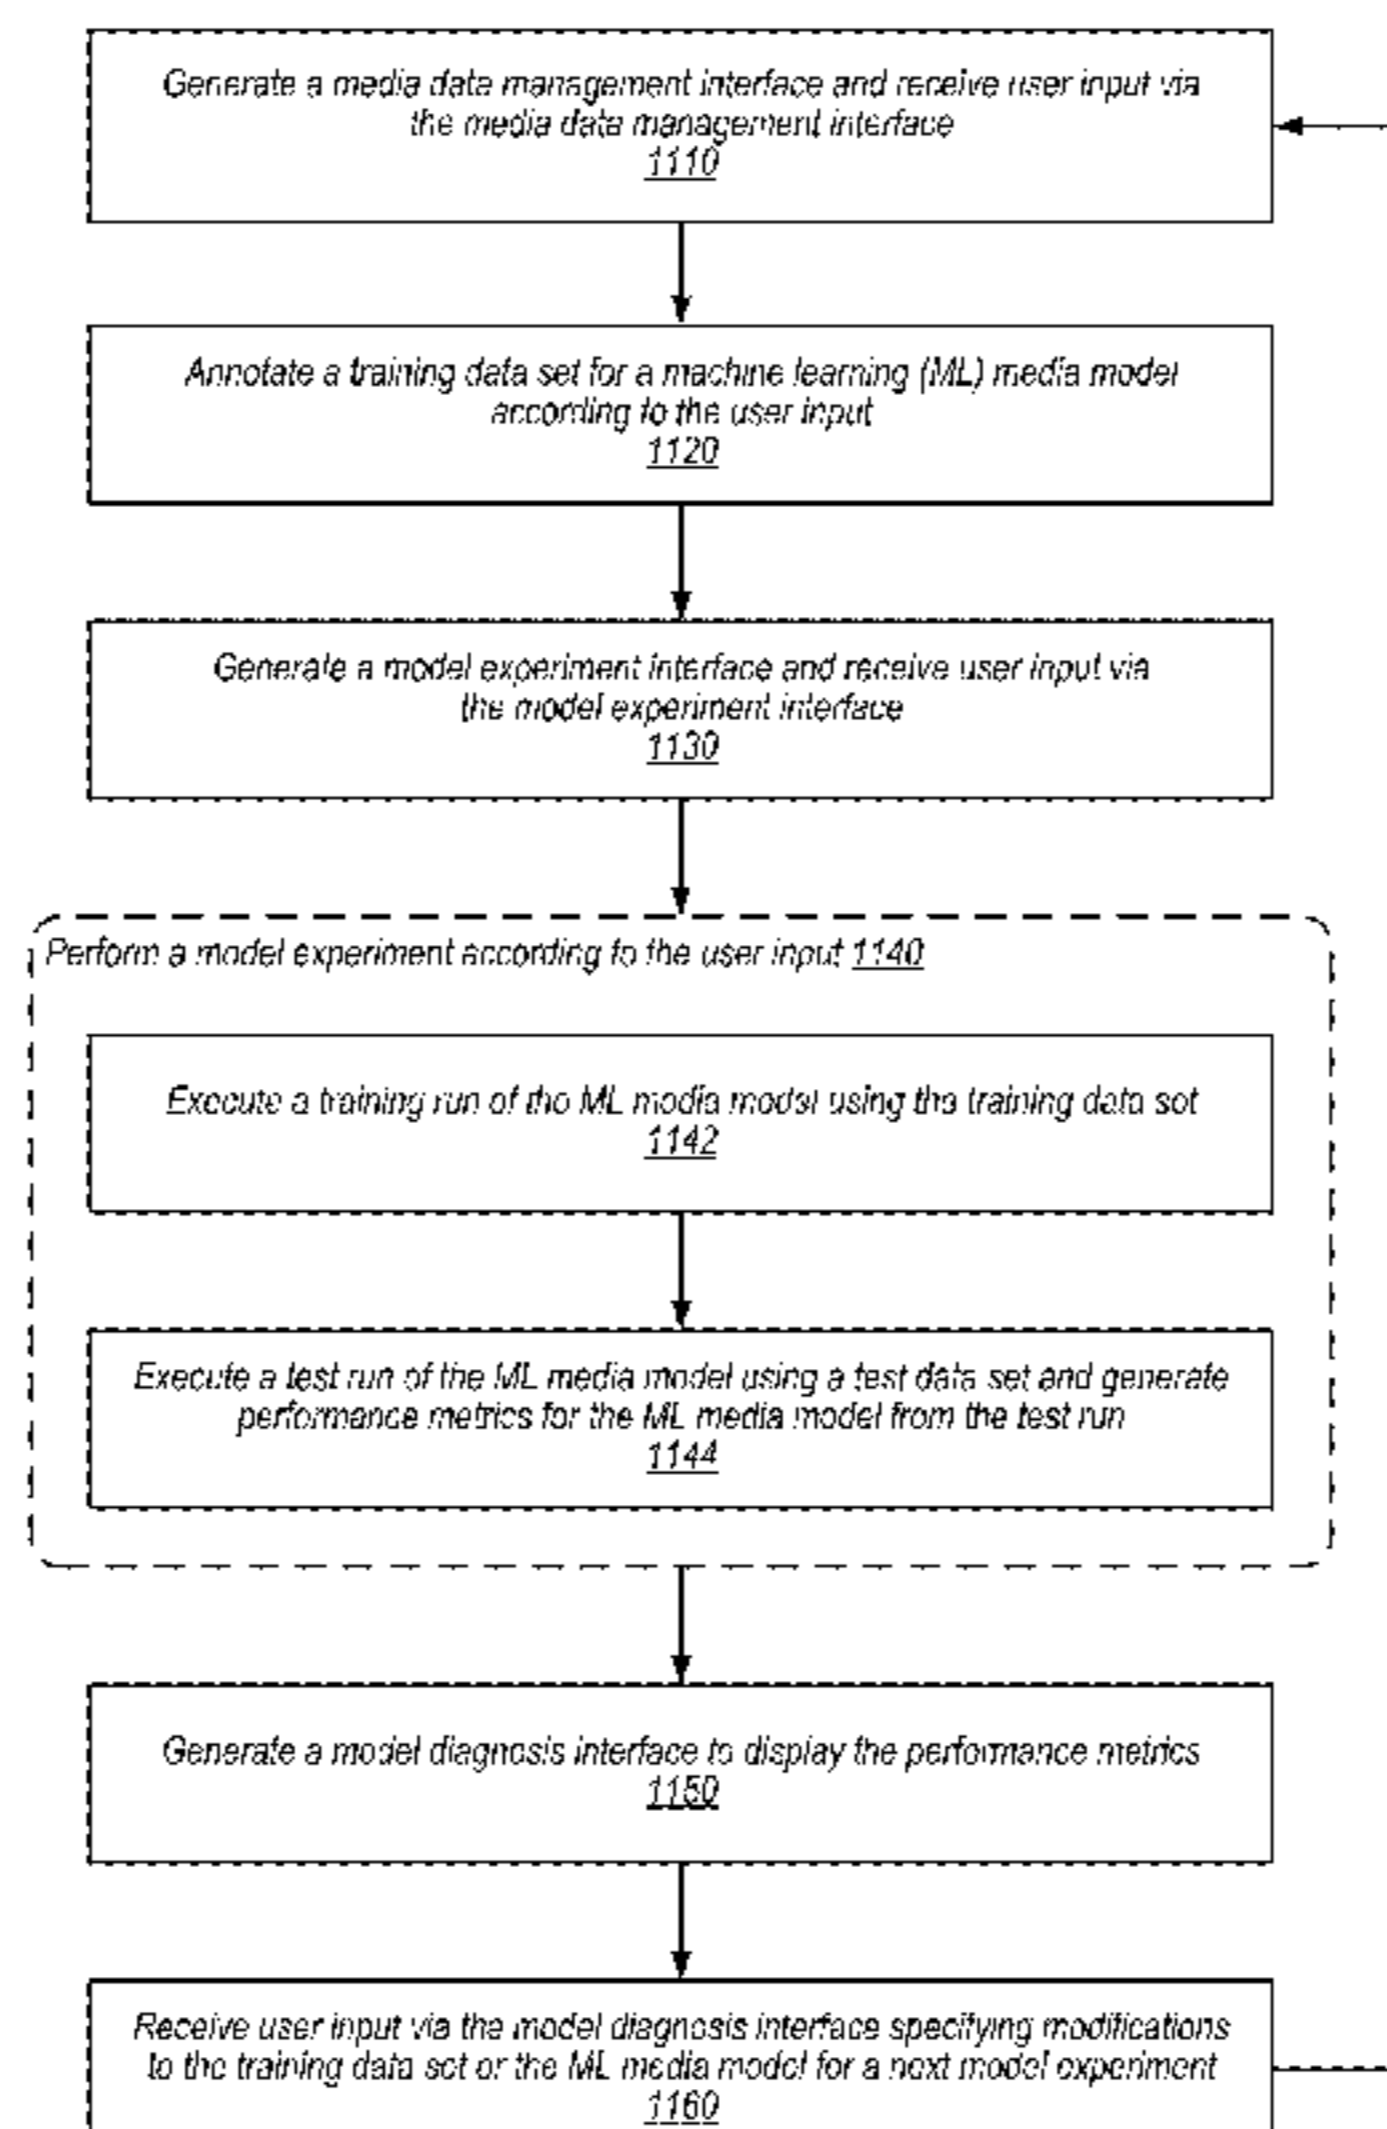 Generate a media data management interface and receive user input via
the media data management interface
1110
Annotate a training data set for a machine learning (ML) media model
according to the user input
1120
Generate a model experiment interface and receive user input via
the model experiment interface
1130
Perform a model experiment according to the user input 1140
Execute a training run of the ML media model using the training data set
1142
Execute a test run of the ML media model using a test data set and generate
performance metrics for the ML media model from the test run
1144
Generate a model diagnosis interface to display the performance metrics
1150
Receive user input via the model diagnosis interface specifying modifications
to the training data set or the ML media model for a next model experiment
1160